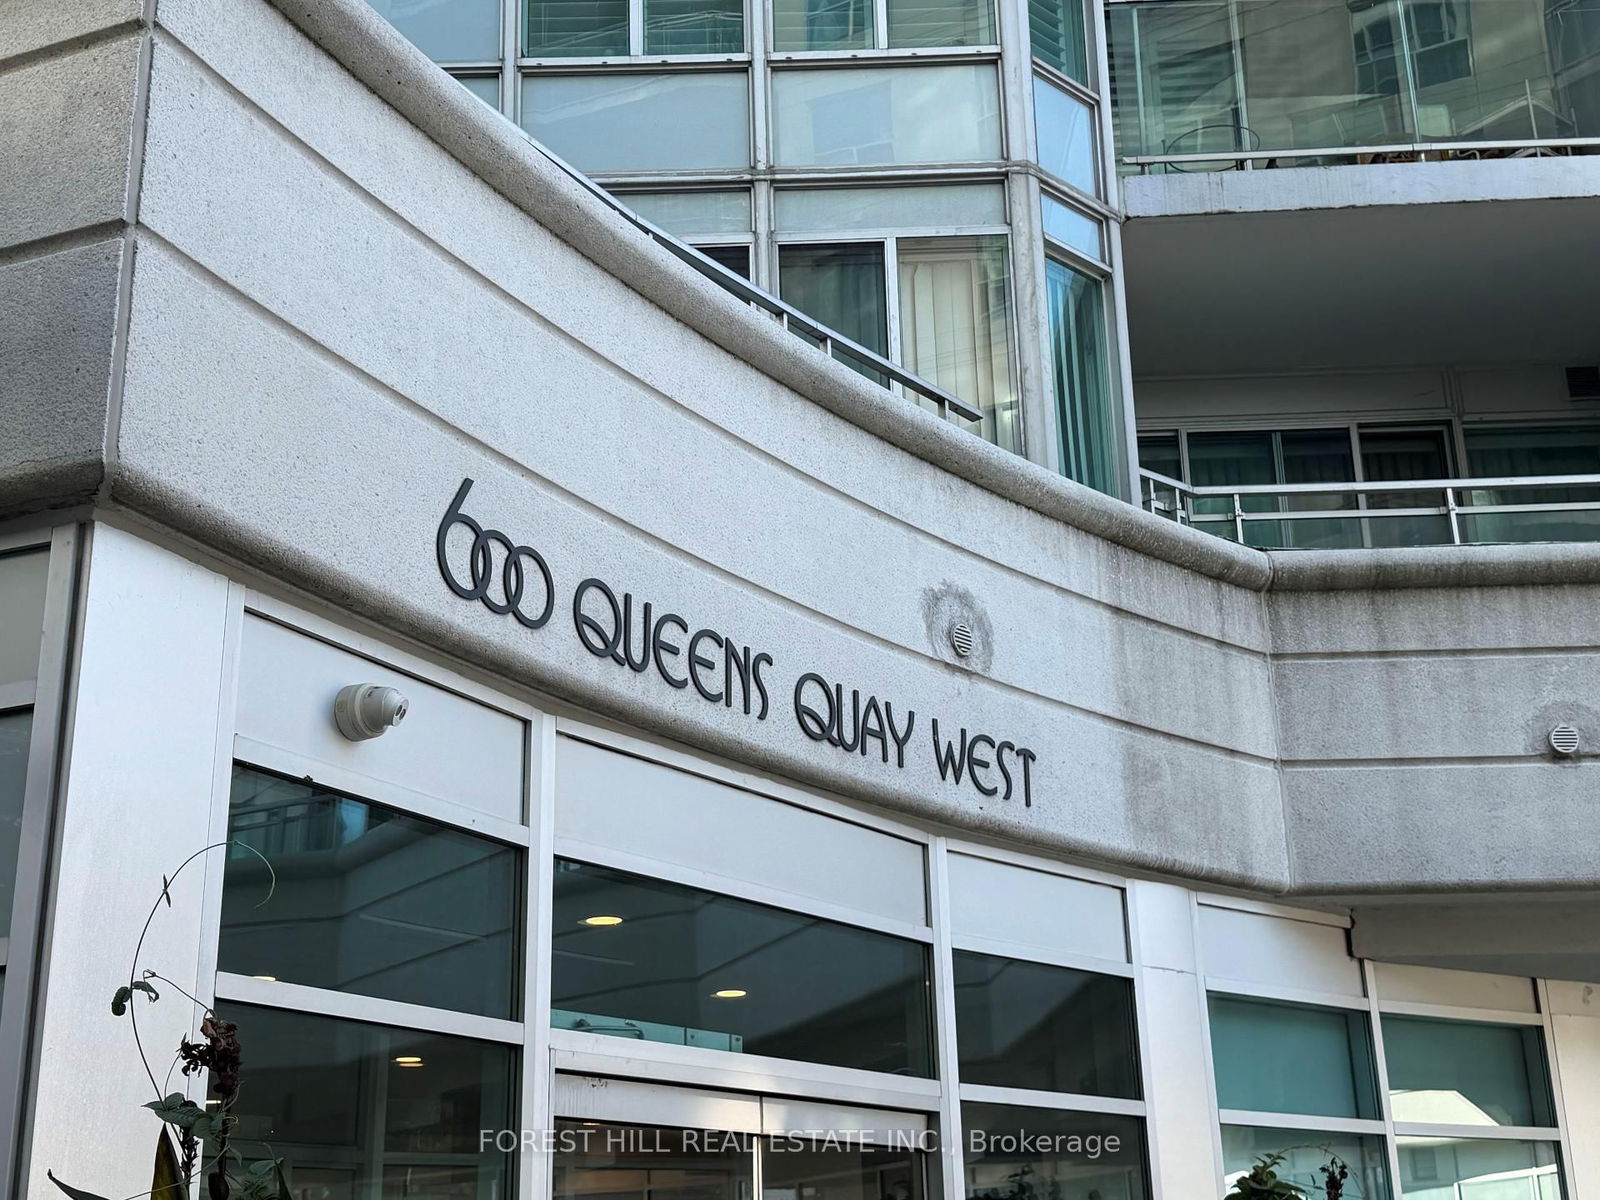 600 QUEENS QUAY WEST
FOREST HILL REAL ESTATE INC., Brokerage